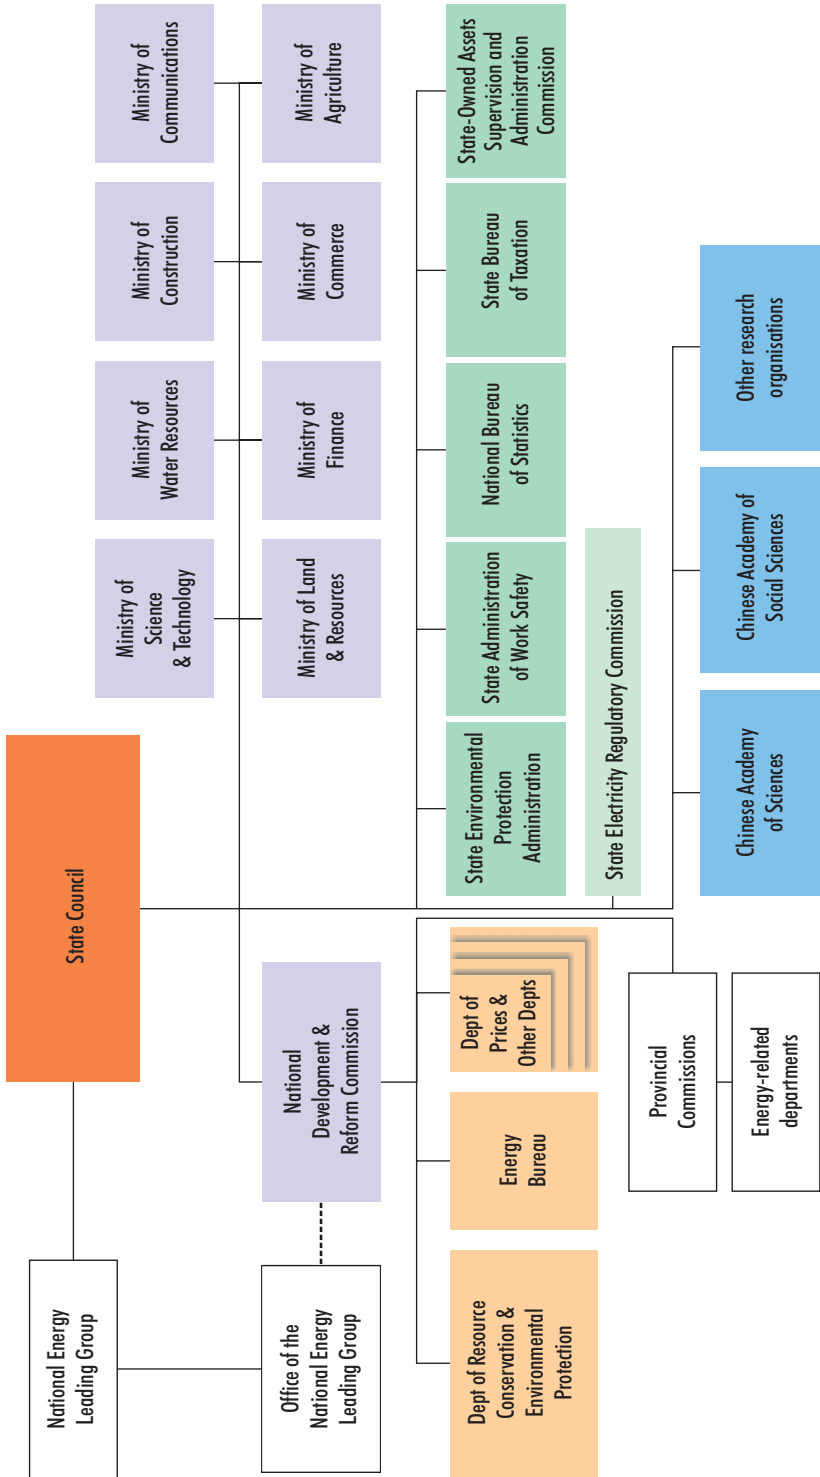 State Council
National Energy
Leading Group
Ministry of
Science
& Technology
Ministry of
Water Resources
Ministry of
Construction
Ministry of
Communications
Office of the
National Energy
Leading Group
National
Development &
Reform Commission
Ministry of Land
& Resources
Ministry of
Finance
Ministry of
Commerce
Ministry of
Agriculture
Dept of Resource
Conservation &
Environmental
Protection
Energy
Bureau
Dept of
Prices &
Other Depts
State Environmental
Protection
Administration
State Administration
of Work Safety
National Bureau
of Statistics
State Bureau
of Taxation
State-Owned Assets
Supervision and
Administration
Commission
State Electricity Regulatory Commission
Provincial
Commissions
Energy-related
departments
Chinese Academy
of Sciences
Chinese Academy of
Social Sciences
Other research
organisations